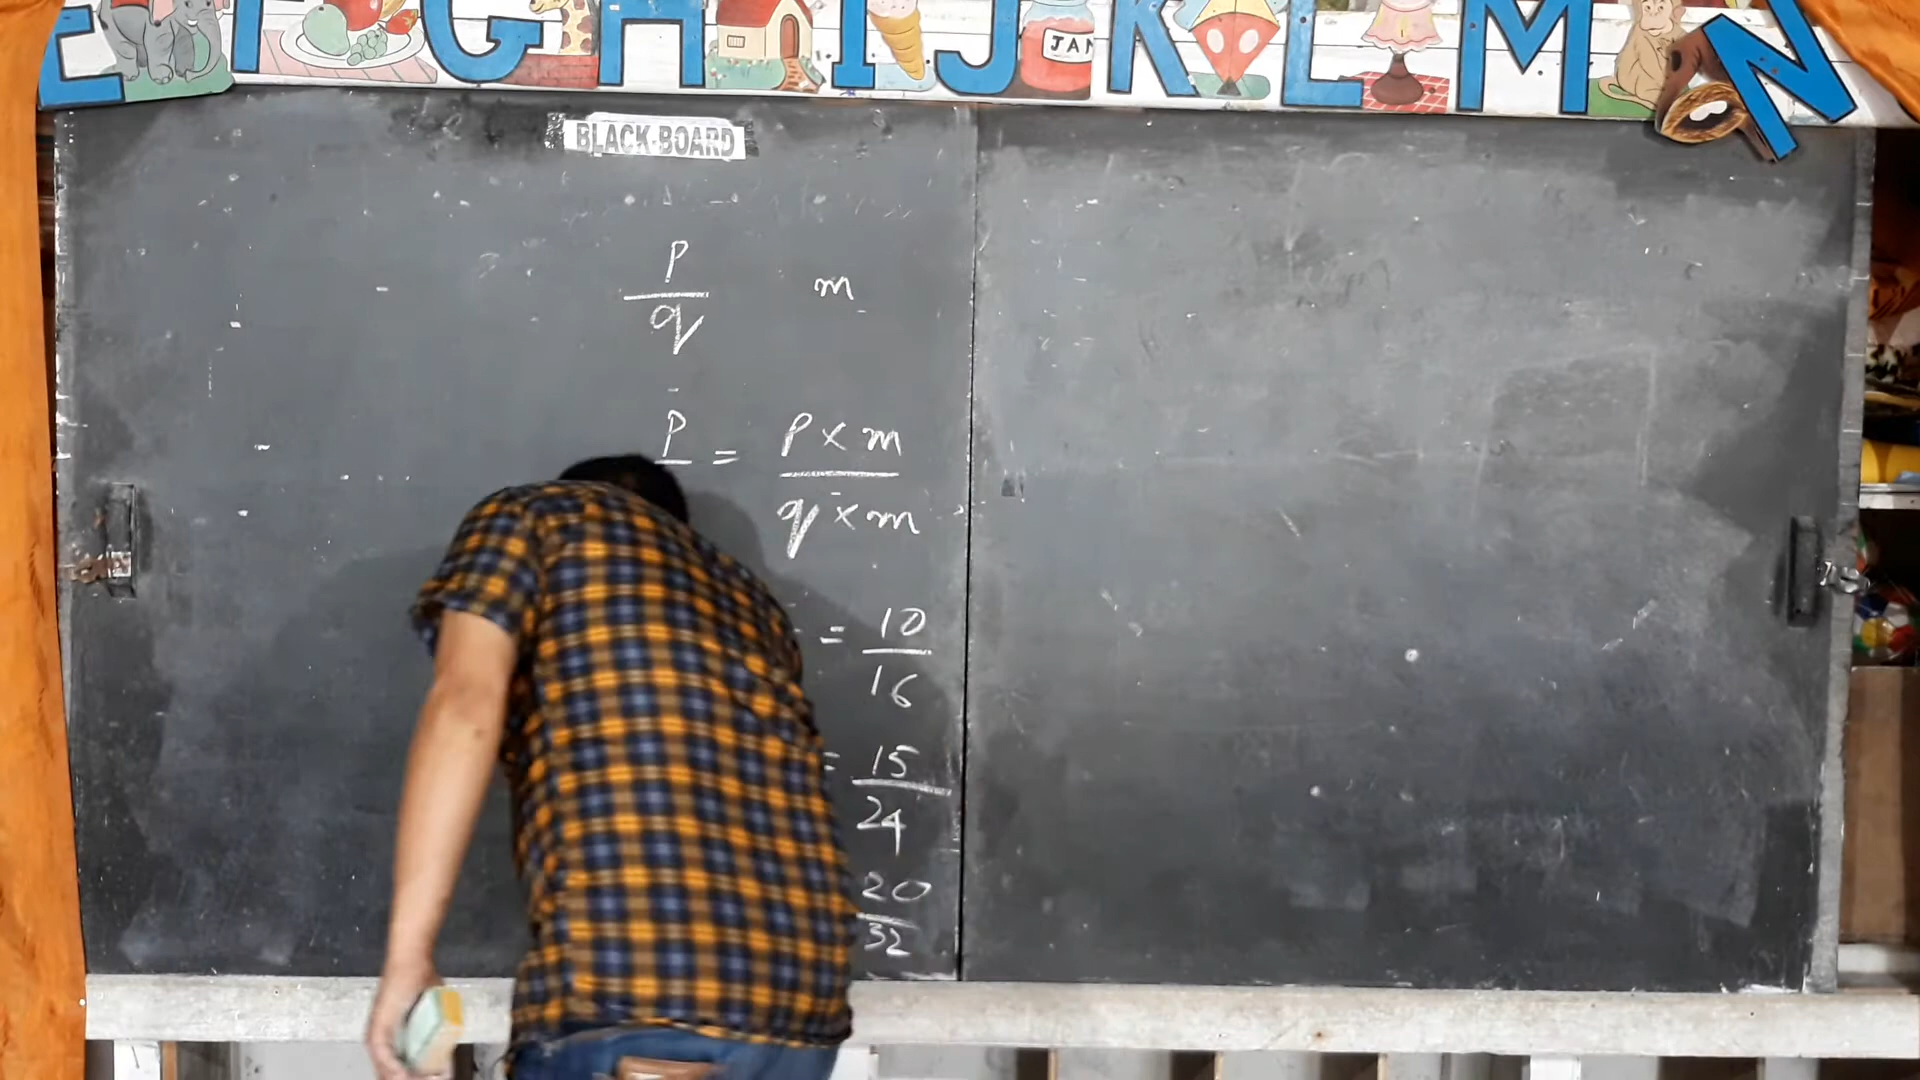 E F G H I J K L M N
JAM
BLACK-BOARD
P/q m
P = P × m / q × m
= 10/16
= 15/24
20/32